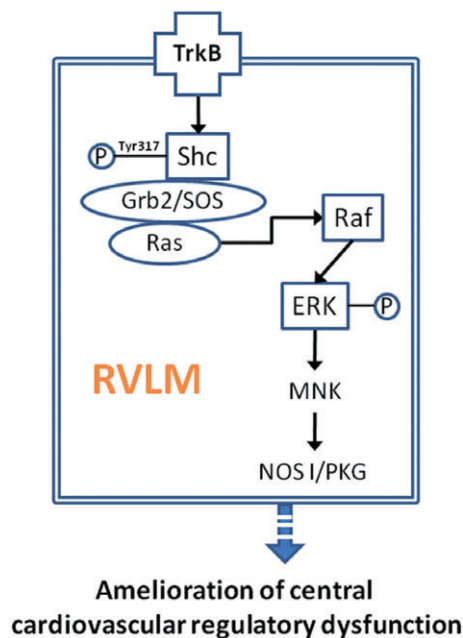 TrkB
Tyr317
P
Shc
Grb2/SOS
Ras
Raf
ERK
P
RVLM
MNK
NOS I/PKG
Amelioration of central
cardiovascular regulatory dysfunction